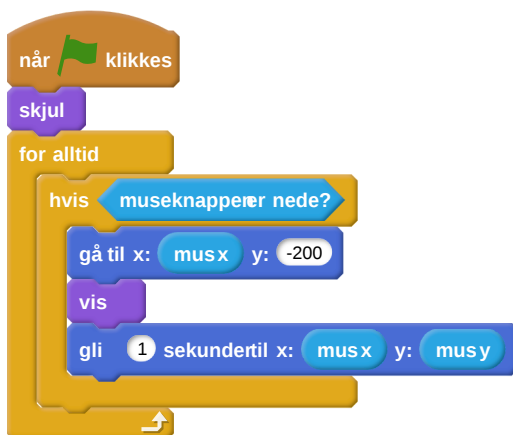 når klikkes
skjul
for alltid
hvis museknappen er nede?
gå til x: mus x y: -200
vis
gli 1 sekunder til x: mus x y: mus y